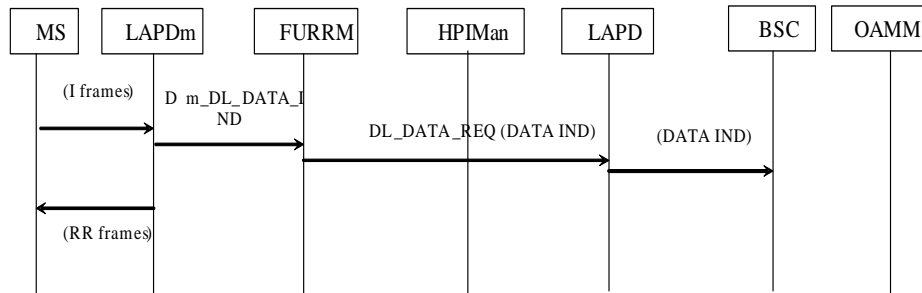 MS
LAPDm
FURRM
HPIMan
LAPD
BSC
OAMM
(I frames)
D m_DL_DATA_I
ND
DL_DATA_REQ (DATA IND)
(DATA IND)
(RR frames)